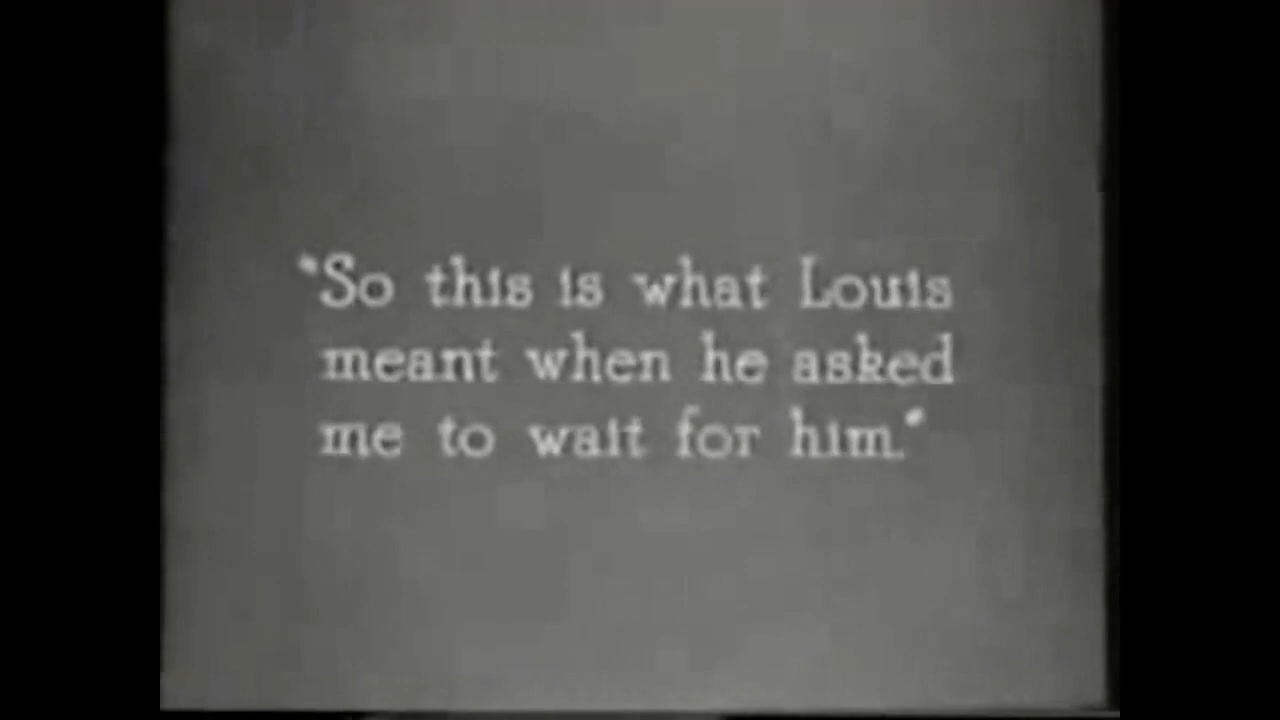 "So this is what Louis
meant when he asked
me to wait for him."